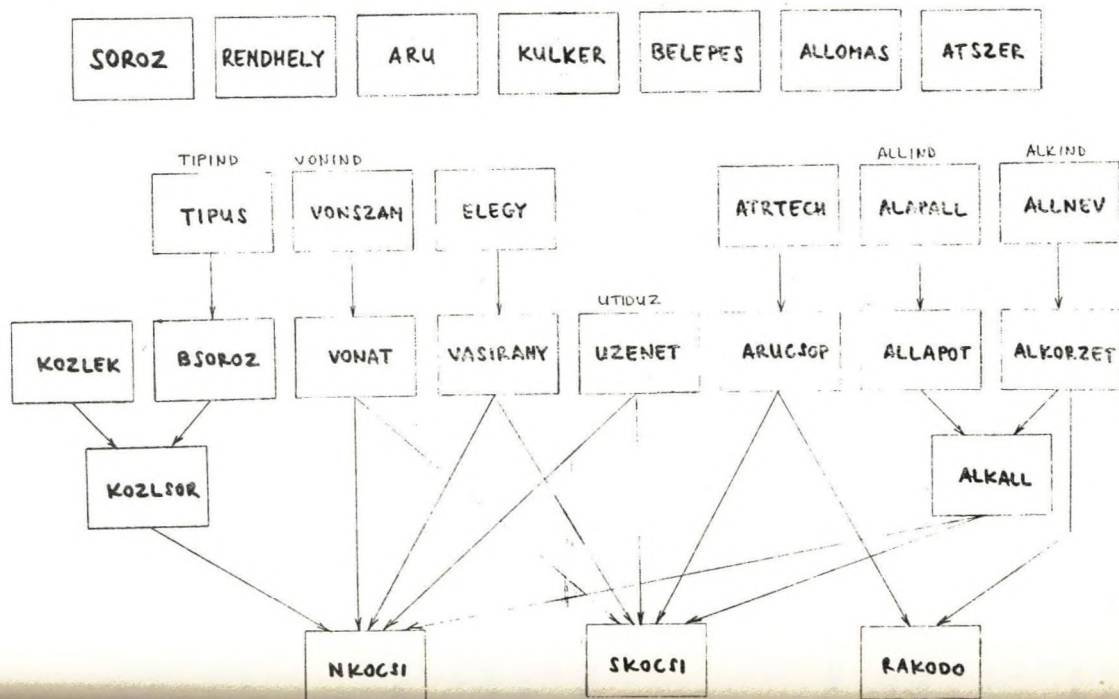 SOROZ RENDHELY ARU KULKER BELEPES ALLOMAS ATSZER
TIPIND VONIND ALLIND ALKIND
TIPUS VONSZAM ELEGY ATRTECH ALAPALL ALLNEV
UTIDUZ
KOZLEK BSOROZ VONAT VASIRANY UZENET ARUCSOP ALLAPOT ALKORZET
KOZLSOR ALKALL
NKOCSI SKOCSI RAKODO